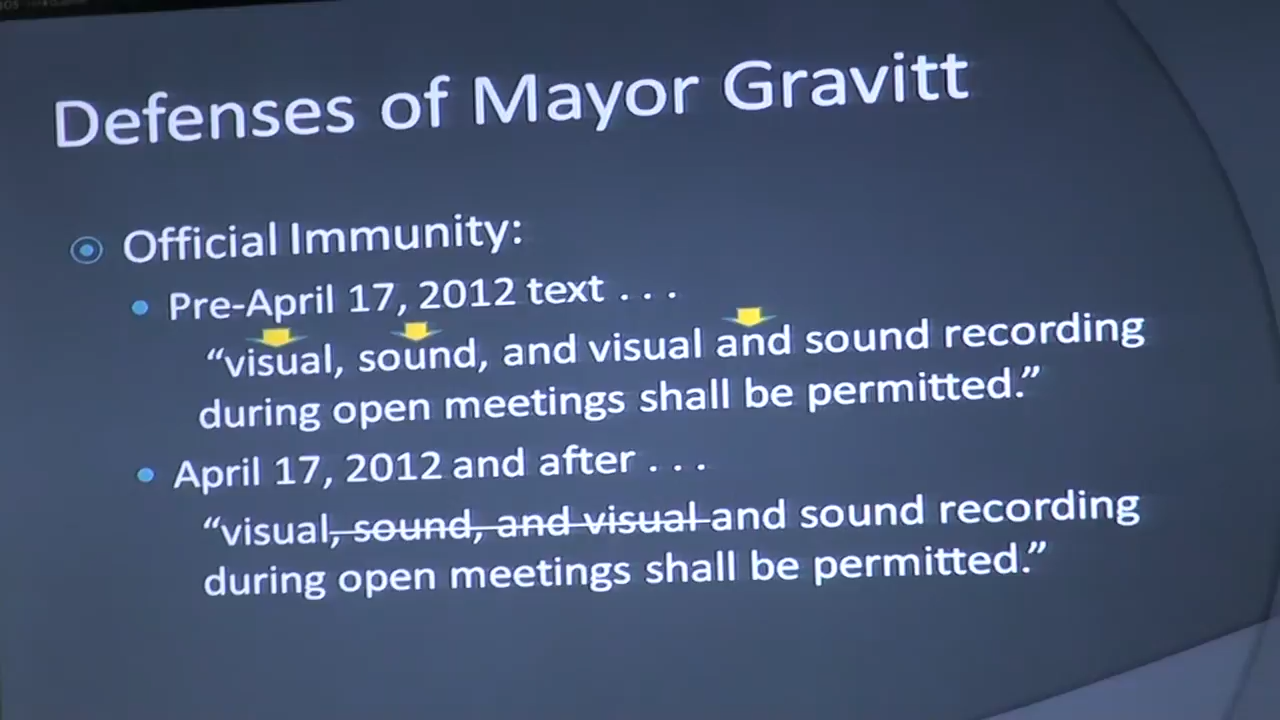 Defenses of Mayor Gravitt
Official Immunity:
Pre-April 17, 2012 text . . .
“visual, sound, and visual and sound recording
during open meetings shall be permitted.”
April 17, 2012 and after . . .
“visual, sound, and visual and sound recording
during open meetings shall be permitted.”